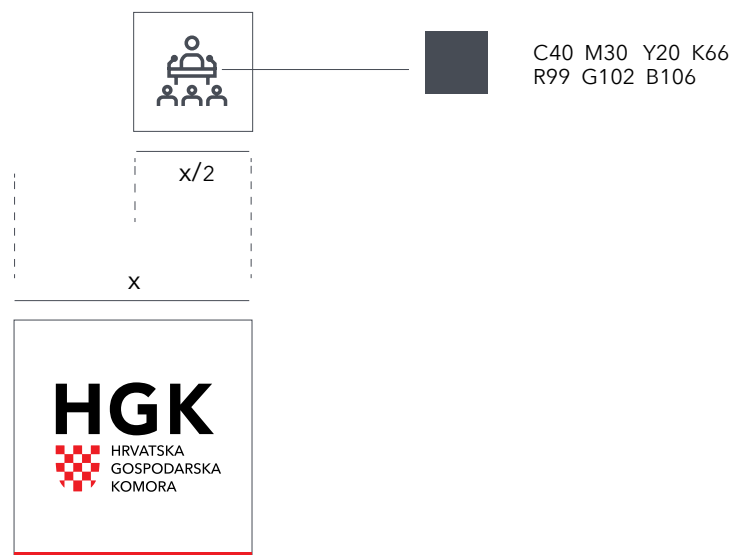 C40 M30 Y20 K66
R99 G102 B106
x/2
x
HGK
HRVATSKA
GOSPODARSKA
KOMORA